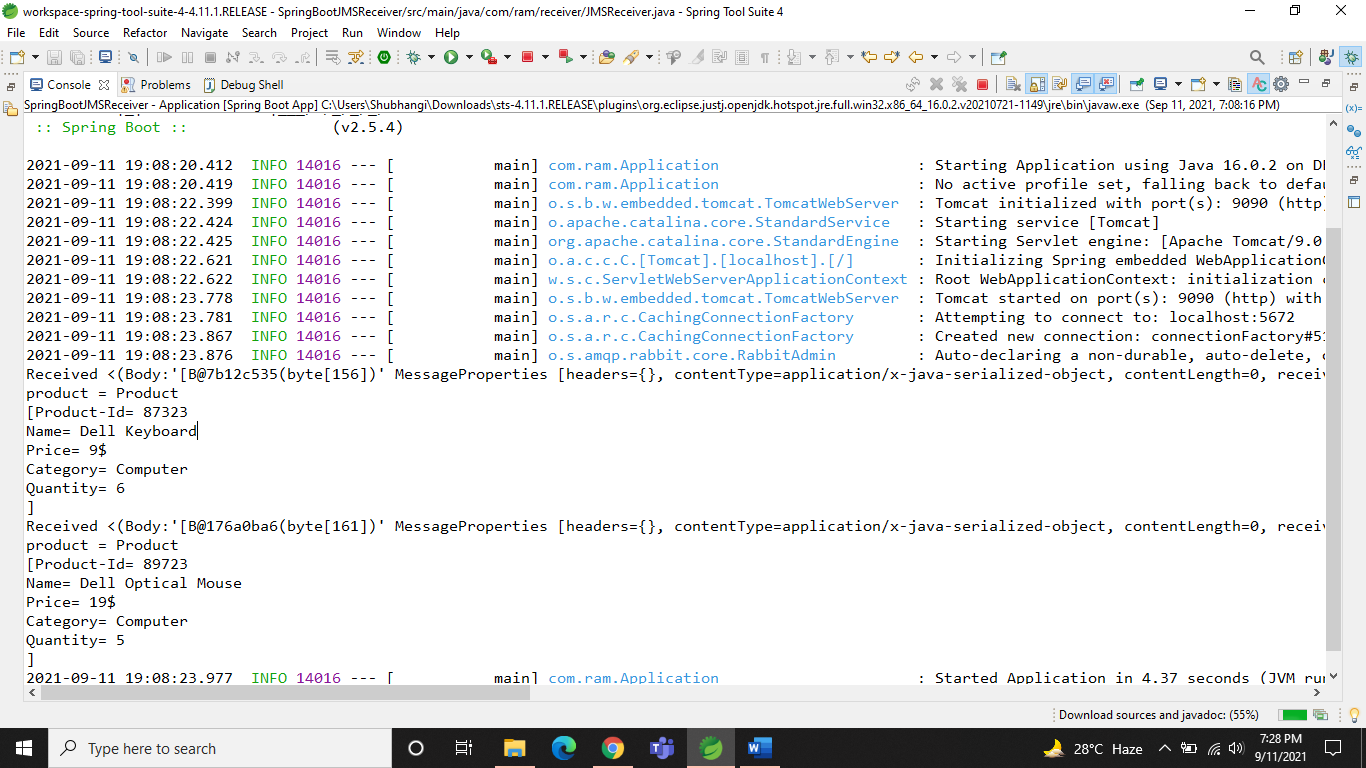 workspace-spring-tool-suite-4-4.11.1.RELEASE - SpringBootJMSReceiver/src/main/java/com/ram/receiver/JMSReceiver.java - Spring Tool Suite 4
File Edit Source Refactor Navigate Search Project Run Window Help
Console Problems Debug Shell
SpringBootJMSReceiver - Application [Spring Boot App] C:\Users\Shubhangi\Downloads\sts-4.11.1.RELEASE\plugins\org.eclipse.justj.openjdk.hotspot.jre.full.win32.x86_64_16.0.2.v20210721-1149\jre\bin\javaw.exe (Sep 11, 2021, 7:08:16 PM)
:: Spring Boot :: (v2.5.4)
2021-09-11 19:08:20.412 INFO 14016 --- [ main] com.ram.Application : Starting Application using Java 16.0.2 on
2021-09-11 19:08:20.419 INFO 14016 --- [ main] com.ram.Application : No active profile set, falling back to defau
2021-09-11 19:08:22.399 INFO 14016 --- [ main] o.s.b.w.embedded.tomcat.TomcatWebServer : Tomcat initialized with port(s): 9090 (http)
2021-09-11 19:08:22.424 INFO 14016 --- [ main] o.apache.catalina.core.StandardService : Starting service [Tomcat]
2021-09-11 19:08:22.425 INFO 14016 --- [ main] org.apache.catalina.core.StandardEngine : Starting Servlet engine: [Apache Tomcat/9.0
2021-09-11 19:08:22.621 INFO 14016 --- [ main] o.a.c.c.C.[Tomcat].[localhost].[/] : Initializing Spring embedded WebApplicationC
2021-09-11 19:08:22.622 INFO 14016 --- [ main] w.s.c.ServletWebServerApplicationContext : Root WebApplicationContext: initialization c
2021-09-11 19:08:23.778 INFO 14016 --- [ main] o.s.b.w.embedded.tomcat.TomcatWebServer : Tomcat started on port(s): 9090 (http) with
2021-09-11 19:08:23.781 INFO 14016 --- [ main] o.s.a.r.c.CachingConnectionFactory : Attempting to connect to: localhost:5672
2021-09-11 19:08:23.867 INFO 14016 --- [ main] o.s.a.r.c.CachingConnectionFactory : Created new connection: connectionFactory#51
2021-09-11 19:08:23.876 INFO 14016 --- [ main] o.s.amqp.rabbit.core.RabbitAdmin : Auto-declaring a non-durable, auto-delete,
Received <(Body:'[B@7b12c535(byte[156])' MessageProperties [headers={}, contentType=application/x-java-serialized-object, contentLength=0, recei
product = Product
[Product-Id= 87323
Name= Dell Keyboard
Price= 9$
Category= Computer
Quantity= 6
]
Received <(Body:'[B@176a0ba6(byte[161])' MessageProperties [headers={}, contentType=application/x-java-serialized-object, contentLength=0, recei
product = Product
[Product-Id= 89723
Name= Dell Optical Mouse
Price= 19$
Category= Computer
Quantity= 5
]
2021-09-11 19:08:23.977 INFO 14016 --- [ main] com.ram.Application : Started Application in 4.37 seconds (JVM ru
Download sources and javadoc: (55%)
Type here to search
28°C Haze
7:28 PM
9/11/2021